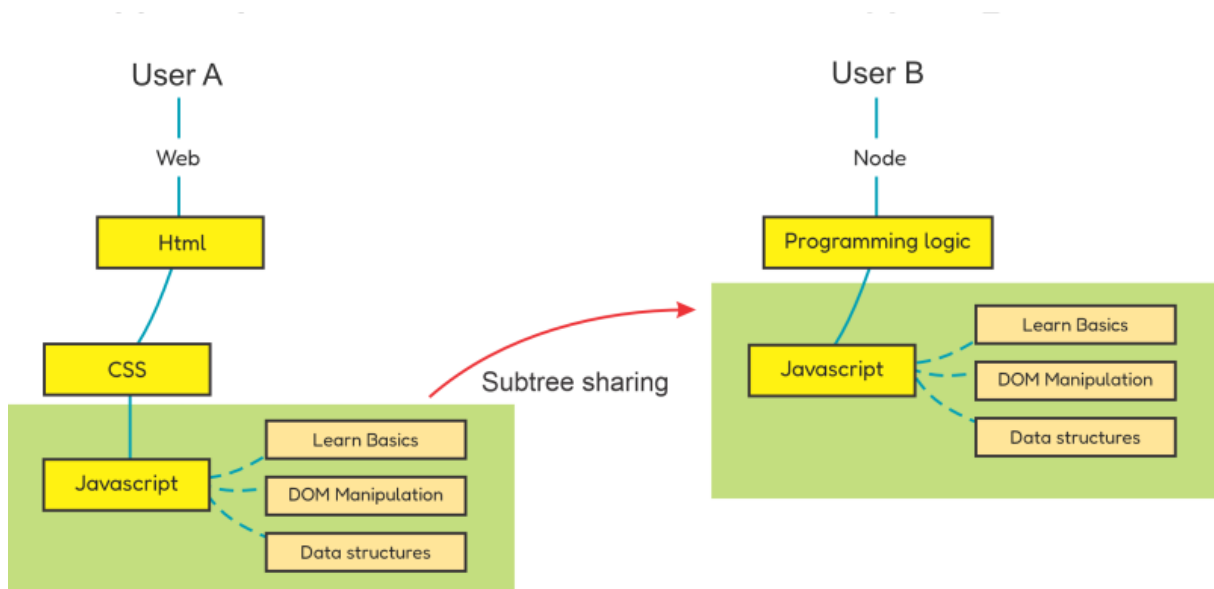 User A
Web
Html
CSS
Javascript
Learn Basics
DOM Manipulation
Data structures
Subtree sharing
User B
Node
Programming logic
Javascript
Learn Basics
DOM Manipulation
Data structures